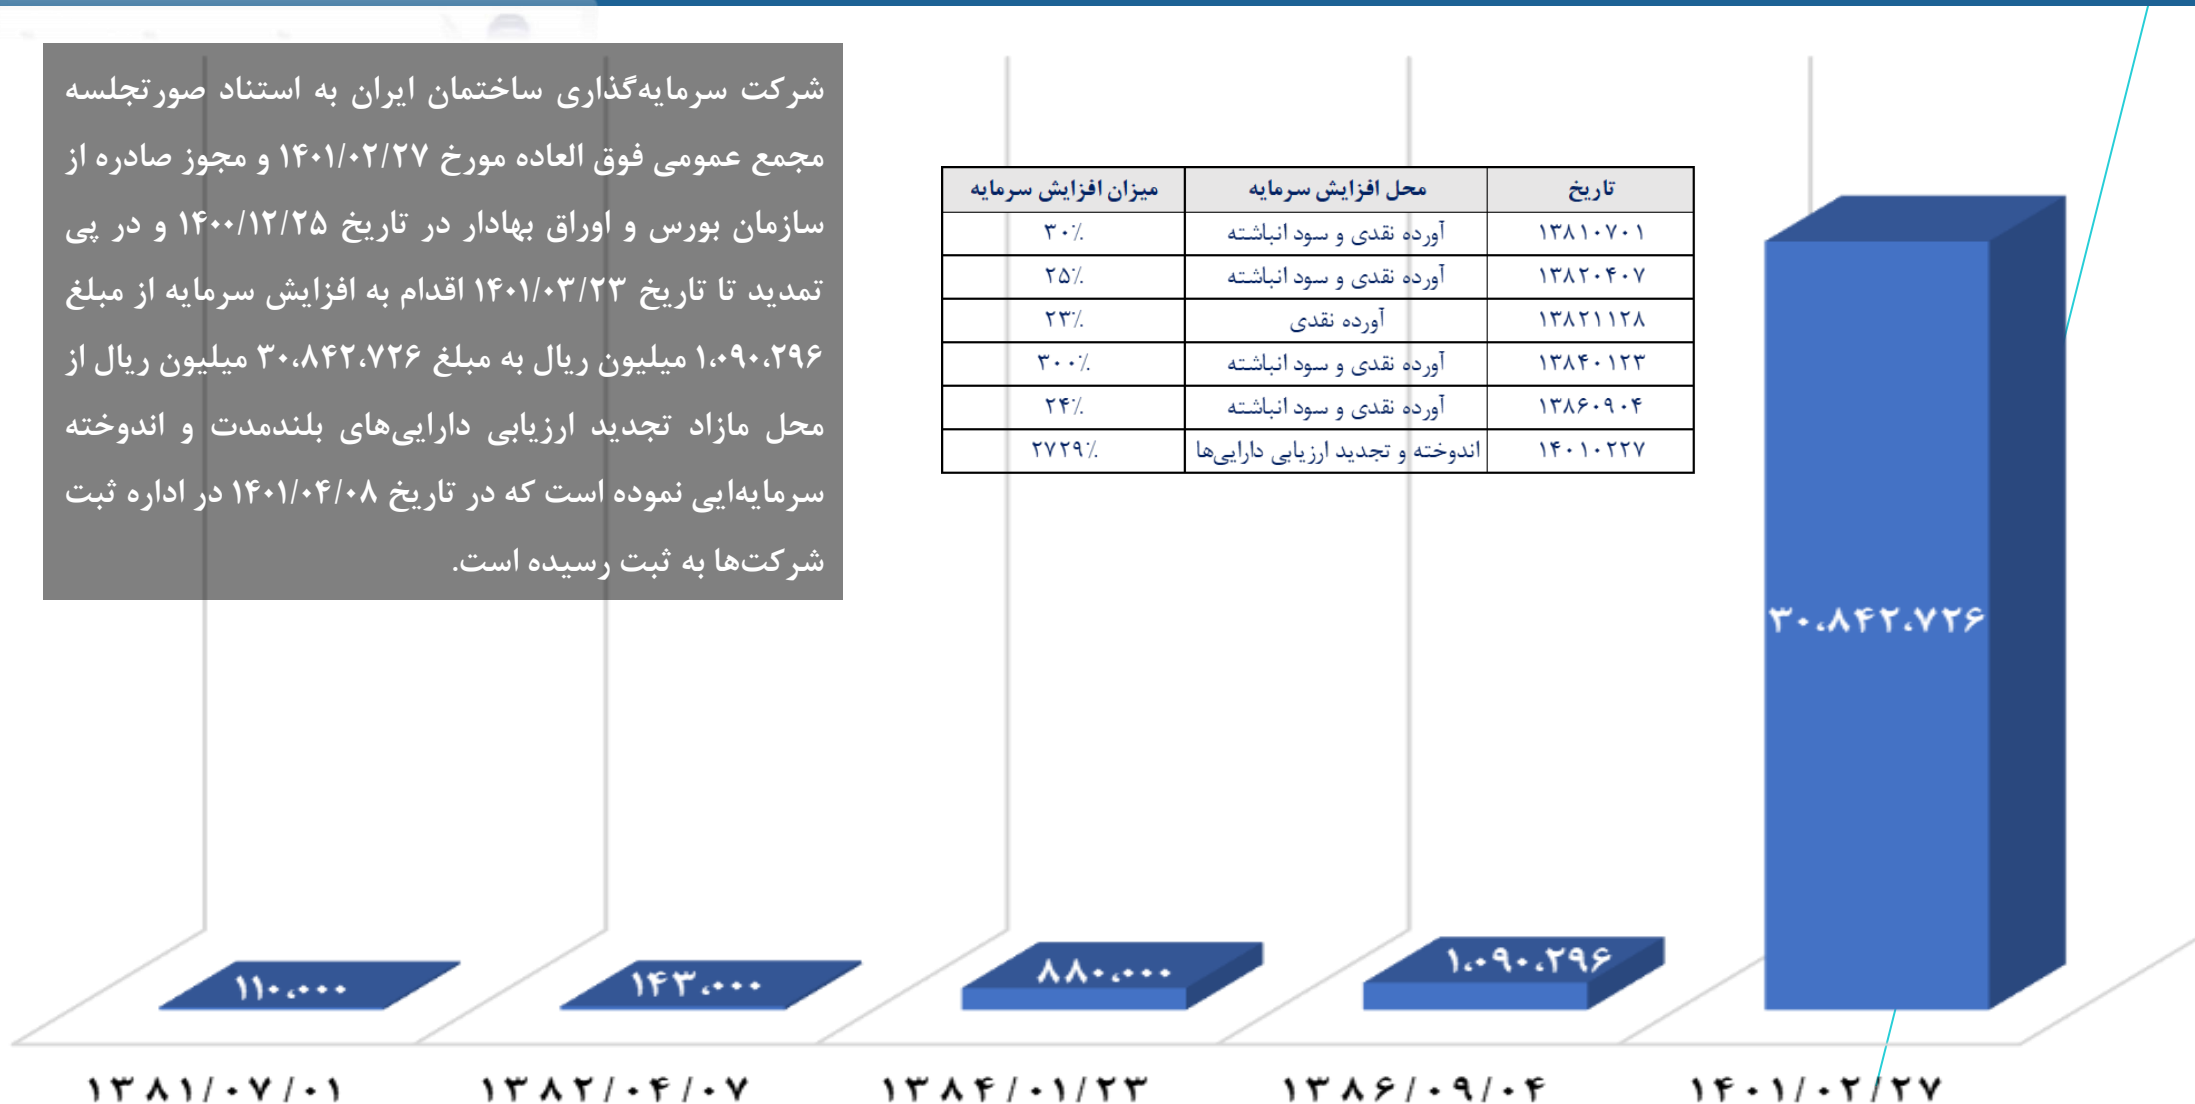 شرکت سرمایه‌گذاری ساختمان ایران به استناد صورتجلسه
مجمع عمومی فوق العاده مورخ ۱۴۰۱/۰۲/۲۷ و مجوز صادره از
سازمان بورس و اوراق بهادار در تاریخ ۱۴۰۰/۱۲/۲۵ و در پی
تمدید تا تاریخ ۱۴۰۱/۰۳/۲۳ اقدام به افزایش سرمایه از مبلغ
۱،۰۹۰،۲۹۶ میلیون ریال به مبلغ ۳۰،۸۴۲،۷۲۶ میلیون ریال از
محل مازاد تجدید ارزیابی دارایی‌های بلندمدت و اندوخته
سرمایه‌ایی نموده است که در تاریخ ۱۴۰۱/۰۴/۰۸ در اداره ثبت
شرکت‌ها به ثبت رسیده است.
تاریخ محل افزایش سرمایه میزان افزایش سرمایه
۱۳۸۱۰۷۰۱ آورده نقدی و سود انباشته ۳۰٪
۱۳۸۲۰۴۰۷ آورده نقدی و سود انباشته ۲۵٪
۱۳۸۲۱۱۲۸ آورده نقدی ۲۳٪
۱۳۸۴۰۱۲۳ آورده نقدی و سود انباشته ۳۰۰٪
۱۳۸۶۰۹۰۴ آورده نقدی و سود انباشته ۲۴٪
۱۴۰۱۰۲۲۷ اندوخته و تجدید ارزیابی دارایی‌ها ۲۷۲۹٪
۱۱۰،۰۰۰
۱۴۳،۰۰۰
۸۸۰،۰۰۰
۱،۰۹۰،۲۹۶
۳۰،۸۴۲،۷۲۶
۱۳۸۱/۰۷/۰۱
۱۳۸۲/۰۴/۰۷
۱۳۸۴/۰۱/۲۳
۱۳۸۶/۰۹/۰۴
۱۴۰۱/۰۲/۲۷